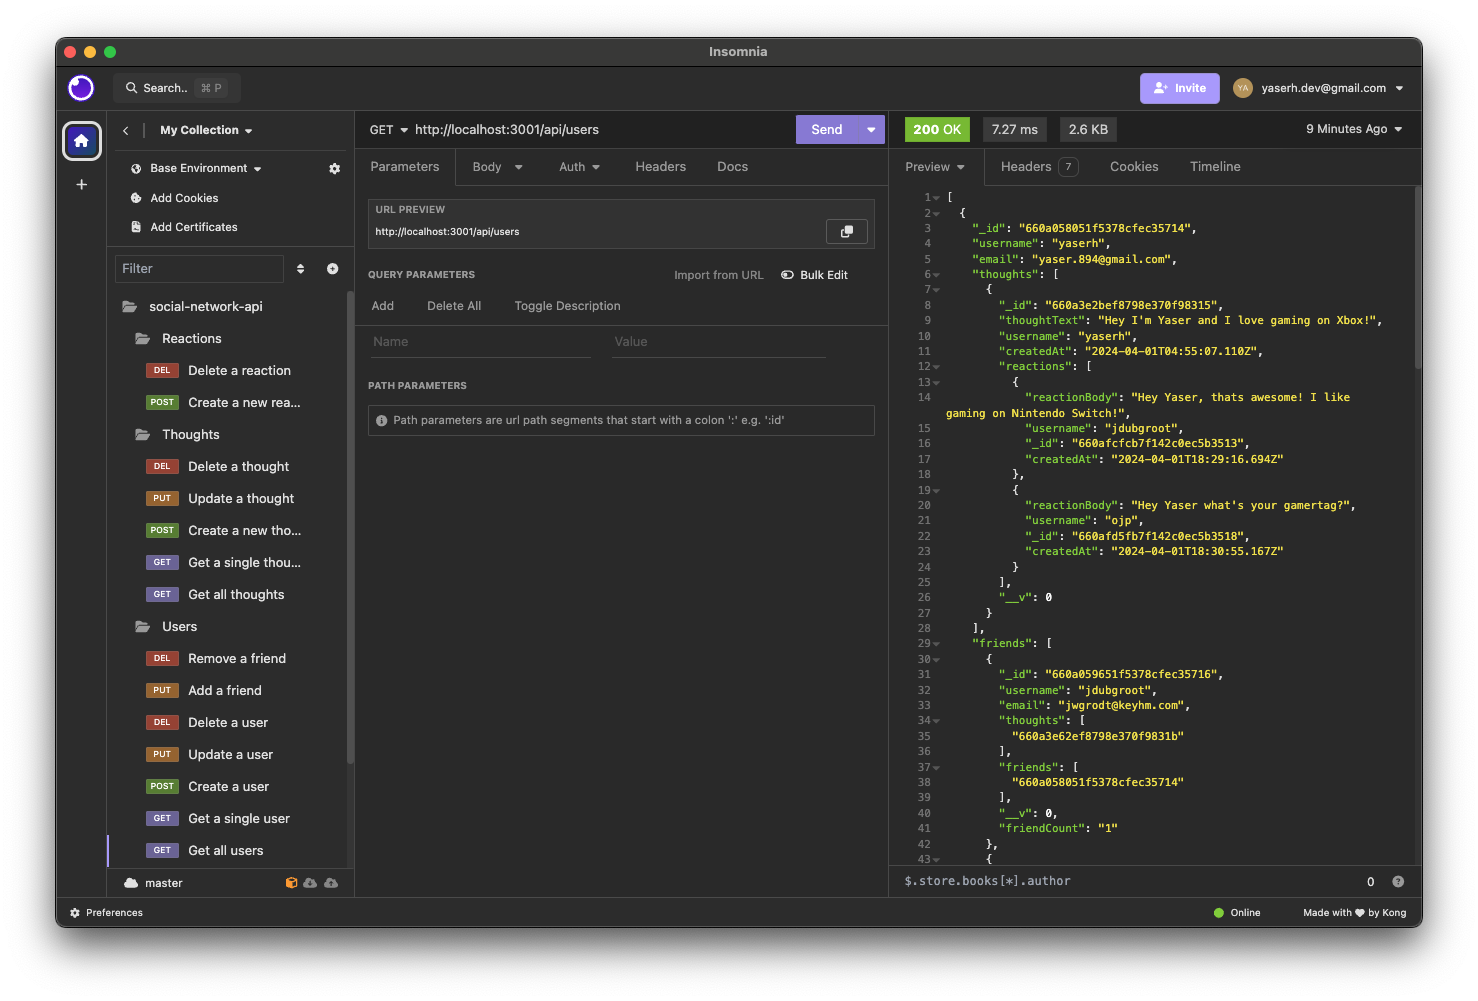 Insomnia
Search.. ⌘ P
Invite
YA yaserh.dev@gmail.com
My Collection
Base Environment
Add Cookies
Add Certificates
Filter
social-network-api
Reactions
DEL Delete a reaction
POST Create a new rea...
Thoughts
DEL Delete a thought
PUT Update a thought
POST Create a new tho...
GET Get a single thou...
GET Get all thoughts
Users
DEL Remove a friend
PUT Add a friend
DEL Delete a user
PUT Update a user
POST Create a user
GET Get a single user
GET Get all users
master
GET http://localhost:3001/api/users Send
Parameters Body Auth Headers Docs
URL PREVIEW
http://localhost:3001/api/users
QUERY PARAMETERS Import from URL Bulk Edit
Add Delete All Toggle Description
Name Value
PATH PARAMETERS
Path parameters are url path segments that start with a colon ':' e.g. ':id'
200 OK 7.27 ms 2.6 KB 9 Minutes Ago
Preview Headers 7 Cookies Timeline
1 [
2 {
3 "_id": "660a058051f5378cfec35714",
4 "username": "yaserh",
5 "email": "yaser.894@gmail.com",
6 "thoughts": [
7 {
8 "_id": "660a3e2bef8798e370f98315",
9 "thoughtText": "Hey I'm Yaser and I love gaming on Xbox!",
10 "username": "yaserh",
11 "createdAt": "2024-04-01T04:55:07.110Z",
12 "reactions": [
13 {
14 "reactionBody": "Hey Yaser, thats awesome! I like
gaming on Nintendo Switch!",
15 "username": "jdubgroot",
16 "_id": "660afcfcb7f142c0ec5b3513",
17 "createdAt": "2024-04-01T18:29:16.694Z"
18 },
19 {
20 "reactionBody": "Hey Yaser what's your gamertag?",
21 "username": "ojp",
22 "_id": "660afd5fb7f142c0ec5b3518",
23 "createdAt": "2024-04-01T18:30:55.167Z"
24 }
25 ],
26 "__v": 0
27 }
28 ],
29 "friends": [
30 {
31 "_id": "660a059651f5378cfec35716",
32 "username": "jdubgroot",
33 "email": "jwgrodt@keyhm.com",
34 "thoughts": [
35 "660a3e62ef8798e370f9831b"
36 ],
37 "friends": [
38 "660a058051f5378cfec35714"
39 ],
40 "__v": 0,
41 "friendCount": "1"
42 },
43 {
$.store.books[*].author 0
Preferences
Online Made with ♥ by Kong